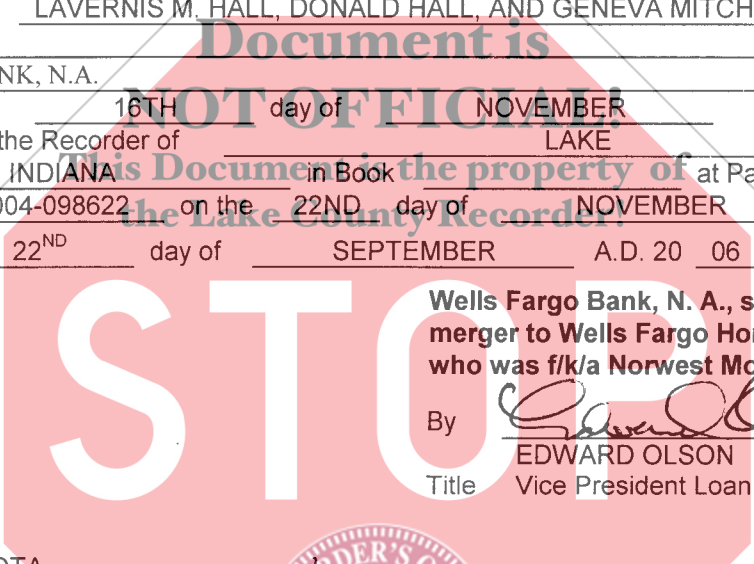 LAVERNIS M. HALL, DONALD HALL, AND GENEVA MITCH
Document is
NK, N.A.
NOT OFFICIAL!
16TH day of NOVEMBER
the Recorder of LAKE
This Document is the property of
INDIANA in Book at Pa
the Lake County Recorder!
004-098622 on the 22ND day of NOVEMBER
22ND day of SEPTEMBER A.D. 20 06
STOP
Wells Fargo Bank, N. A., s
merger to Wells Fargo Ho
who was f/k/a Norwest Mo
By
EDWARD OLSON
Title Vice President Loan
OTA
RDER'S O